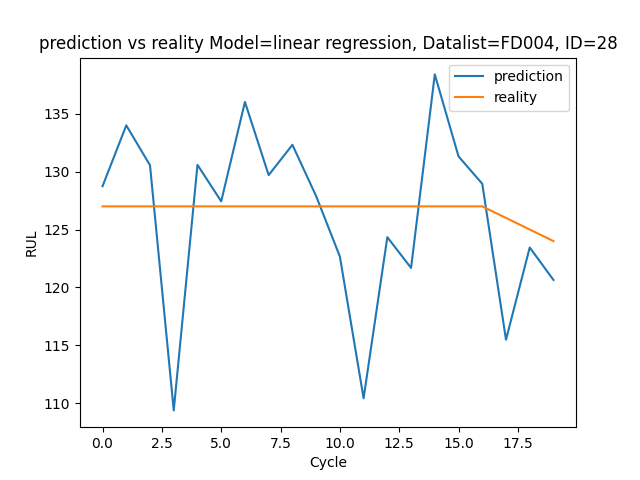 prediction vs reality Model=linear regression, Datalist=FD004, ID=28
prediction
reality
135
130
125
120
115
110
RUL
0.0 2.5 5.0 7.5 10.0 12.5 15.0 17.5
Cycle